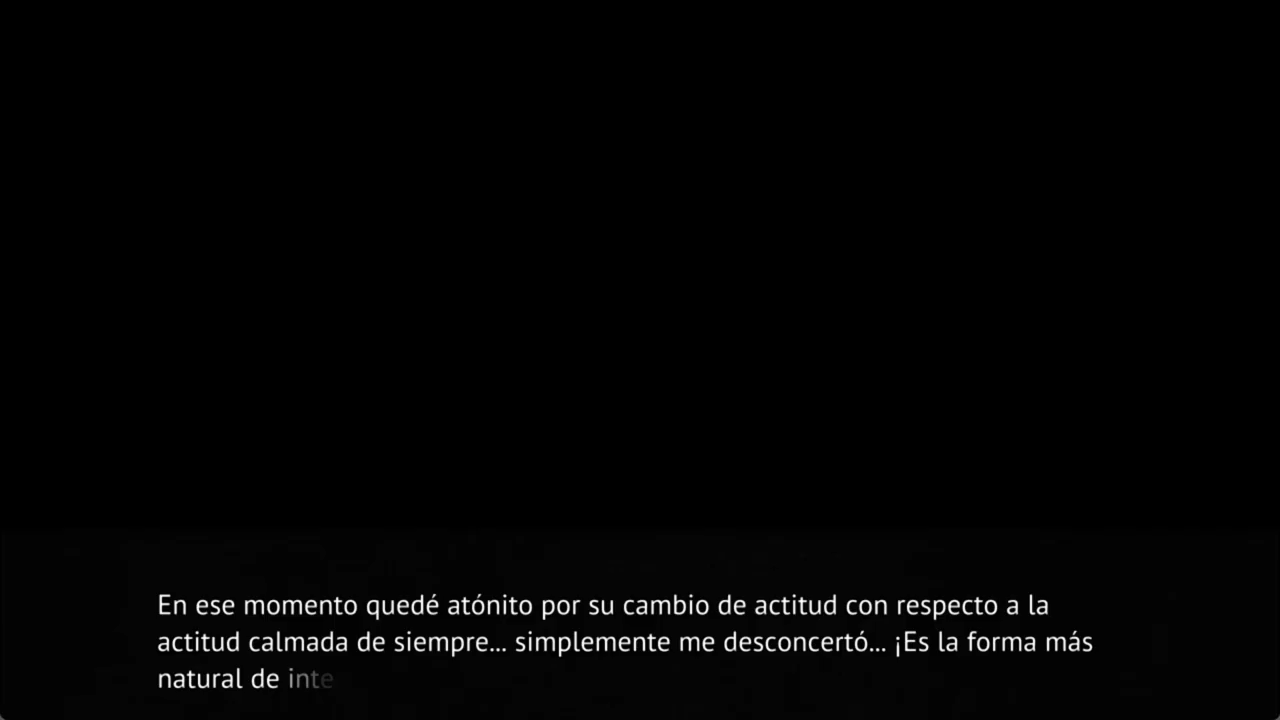 En ese momento quedé atónito por su cambio de actitud con respecto a la
actitud calmada de siempre... simplemente me desconcertó... ¡Es la forma más
natural de inte